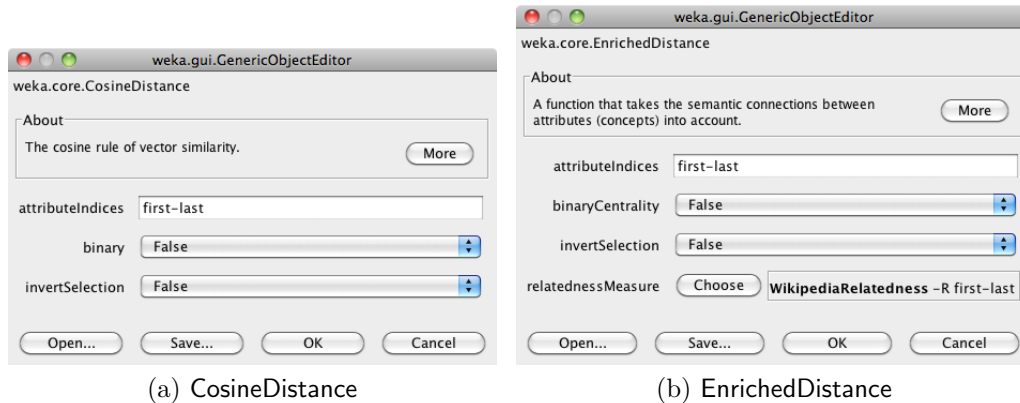 weka.gui.GenericObjectEditor
weka.core.CosineDistance
About
The cosine rule of vector similarity.
More
attributeIndices first-last
binary False
invertSelection False
Open... Save... OK Cancel
(a) CosineDistance
weka.gui.GenericObjectEditor
weka.core.EnrichedDistance
About
A function that takes the semantic connections between
attributes (concepts) into account.
More
attributeIndices first-last
binaryCentrality False
invertSelection False
relatednessMeasure Choose WikipediaRelatedness -R first-last
Open... Save... OK Cancel
(b) EnrichedDistance